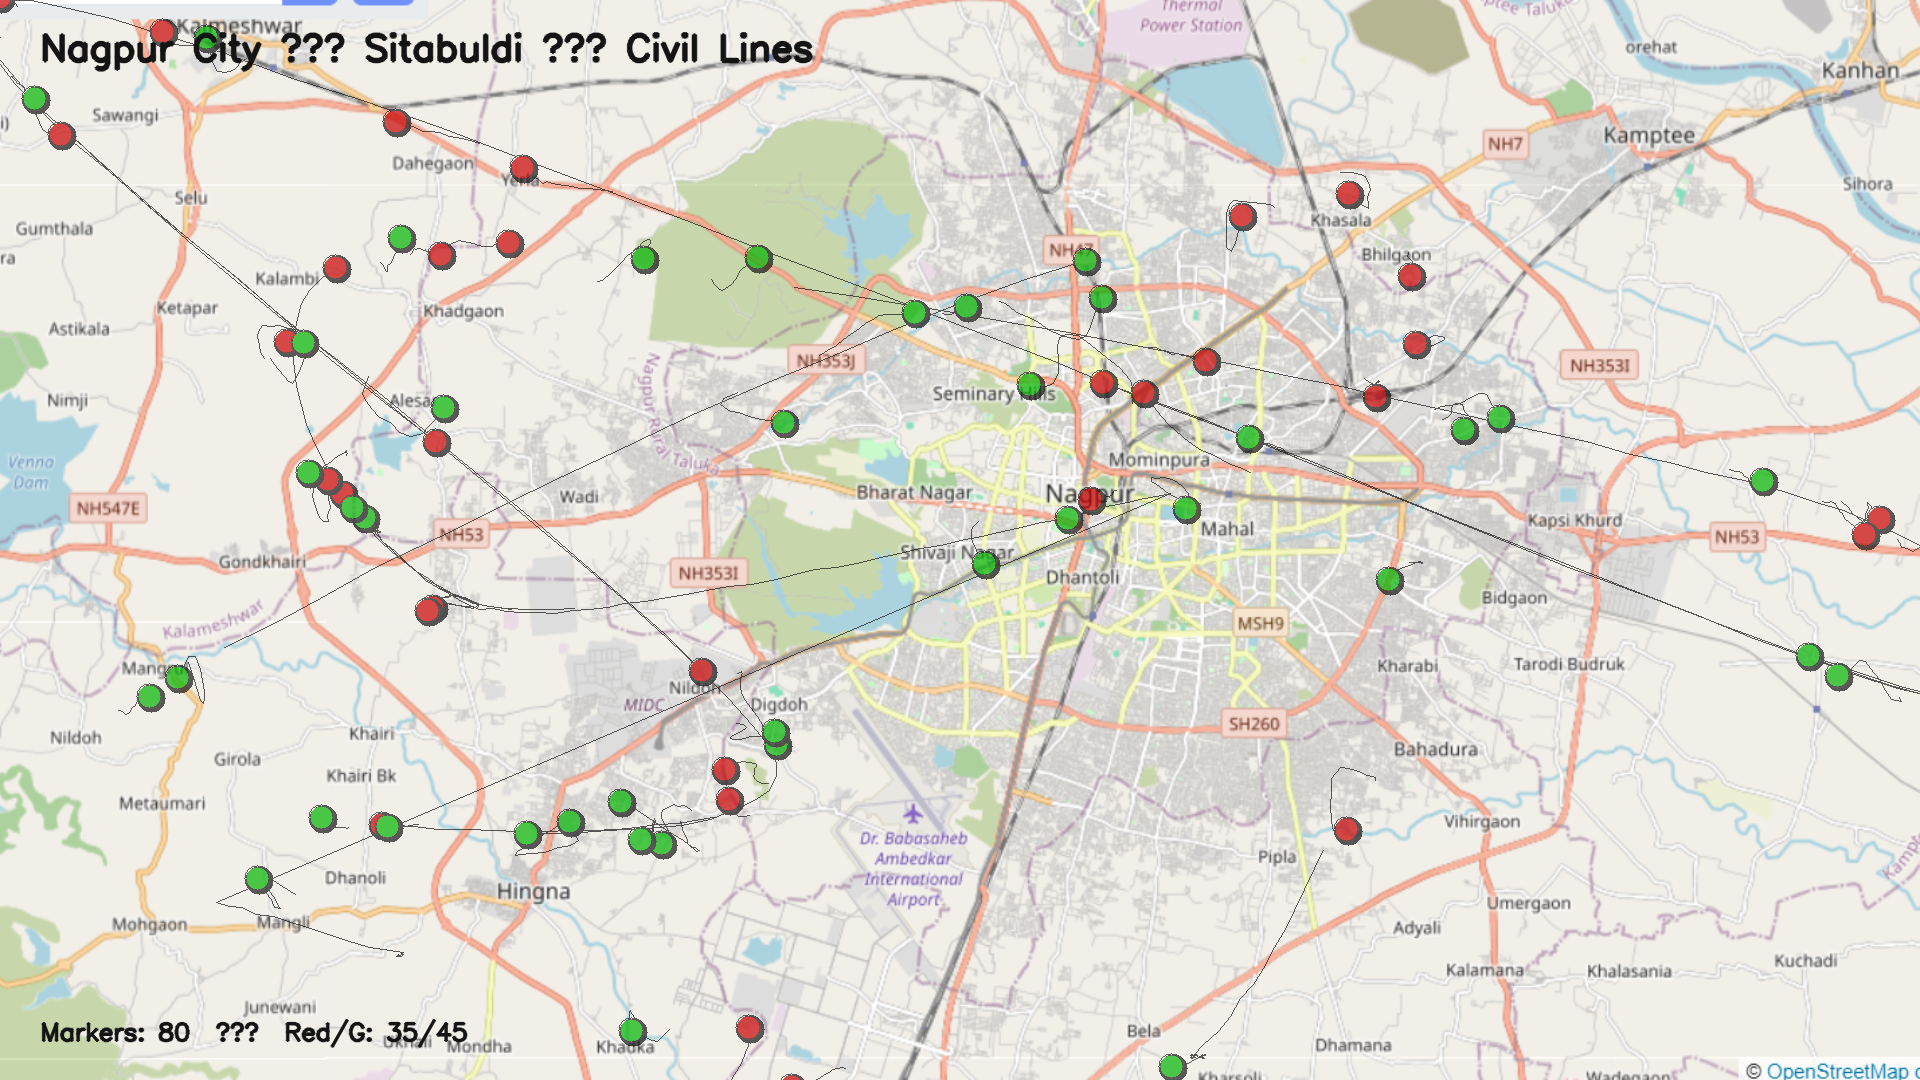 Kalmeshwar
Nagpur City ??? Sitabuldi ??? Civil Lines
Thermal
Power Station
orehat
Kanhan
Sawangi
Kamptee
NH7
Dahegaon
Yerla
Sihora
Selu
Khasala
Gumthala
NH47
Bhilgaon
Kalambi
Ketapar
Khadgaon
Astikala
NH353J
NH353I
Nagpur Rural Taluka
Nimji
Alesa
Seminary Hills
Venna
Dam
Mominpura
NH547E
Wadi
Bharat Nagar
Nagpur
Mahal
Kapsi Khurd
NH53
NH53
Gondkhairi
Shivaji Nagar
NH353I
Dhantoli
Bidgaon
Kalameshwar
MSH9
Kharabi
Tarodi Budruk
Nildoh
MIDC
Digdoh
SH260
Nildoh
Khairi
Bahadura
Girola
Khairi Bk
Metaumari
Vihirgaon
Dr. Babasaheb
Ambedkar
International
Airport
Pipla
Dhanoli
Hingna
Umergaon
Mohgaon
Mangli
Adyali
Kalamana
Khalasania
Kuchadi
Junewani
Markers: 80 ??? Red/G: 35/45
Mondha
Khadka
Bela
Dhamana
Kharsoli
Wadegaon
© OpenStreetMap c